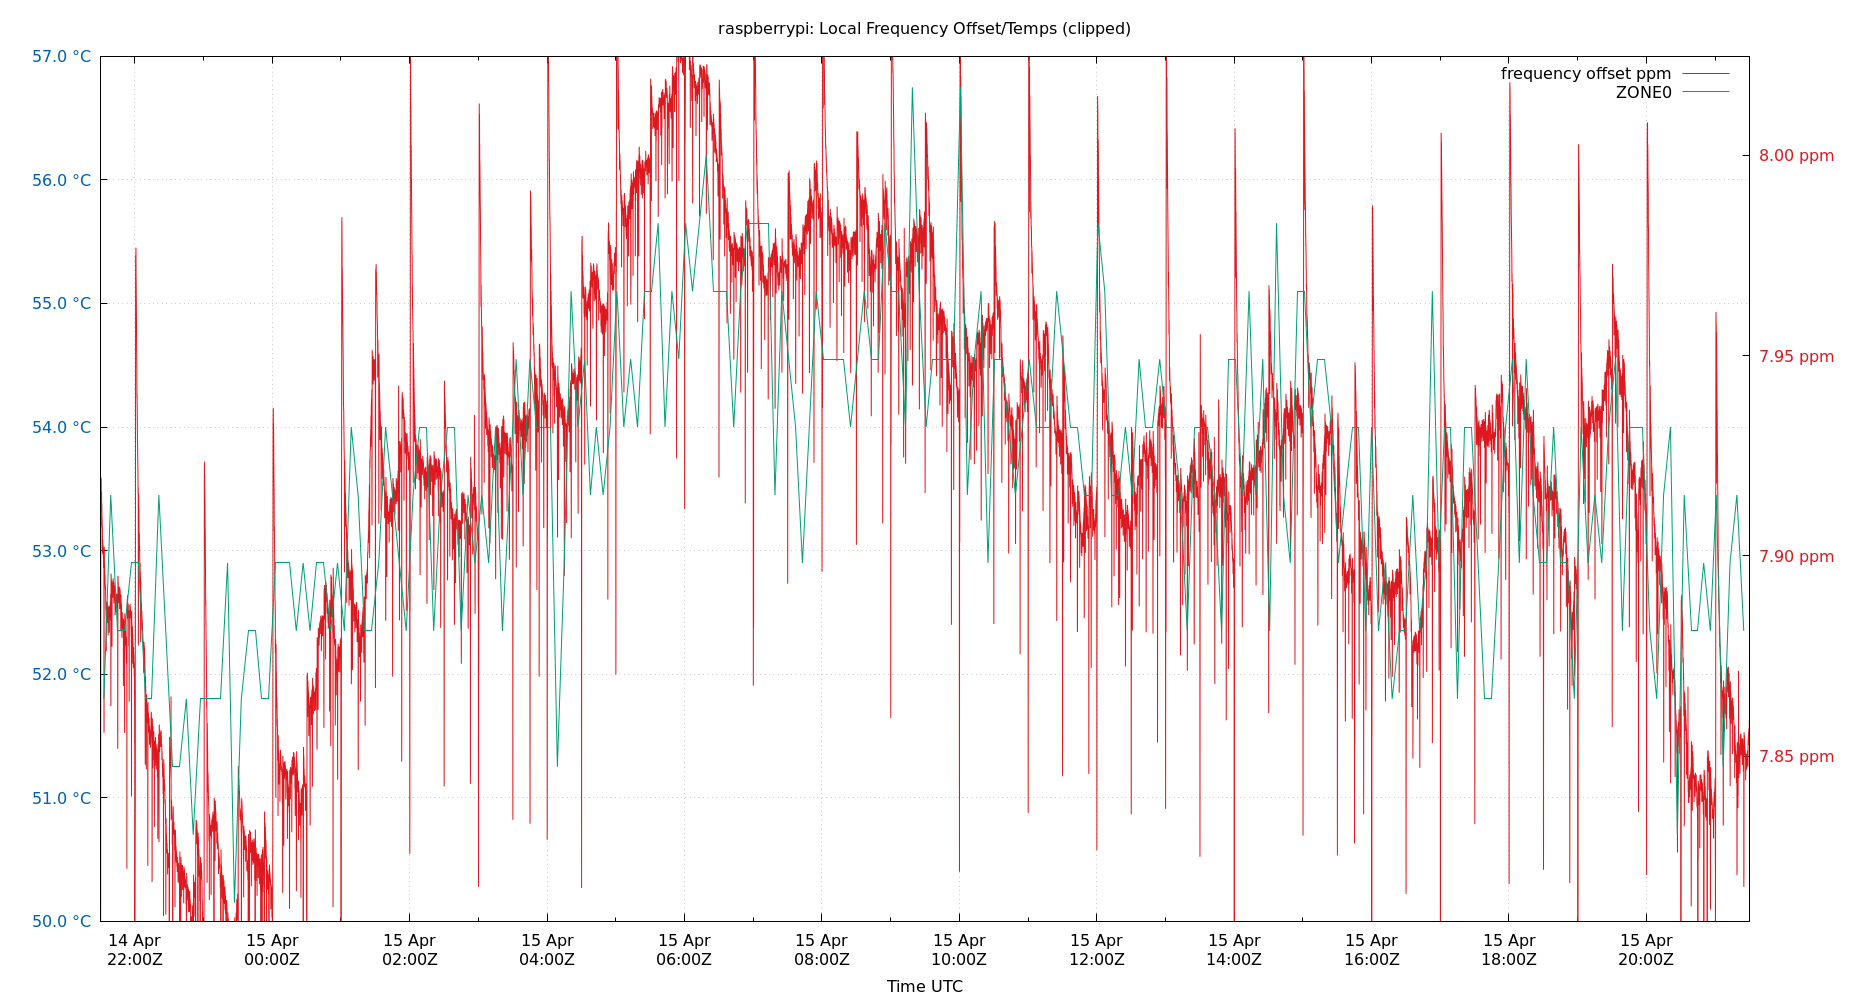 raspberrypi: Local Frequency Offset/Temps (clipped)
frequency offset ppm
ZONE0
57.0 °C
56.0 °C
55.0 °C
54.0 °C
53.0 °C
52.0 °C
51.0 °C
50.0 °C
8.00 ppm
7.95 ppm
7.90 ppm
7.85 ppm
14 Apr 15 Apr 15 Apr 15 Apr 15 Apr 15 Apr 15 Apr 15 Apr 15 Apr 15 Apr 15 Apr 15 Apr
22:00Z 00:00Z 02:00Z 04:00Z 06:00Z 08:00Z 10:00Z 12:00Z 14:00Z 16:00Z 18:00Z 20:00Z
Time UTC